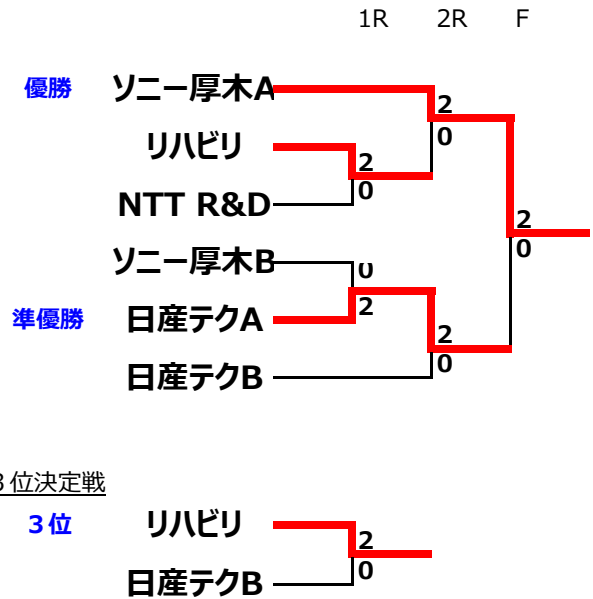 1R 2R F
優勝 ソニー厚木A
2
0
リハビリ
2
0
NTT R&D
2
0
ソニー厚木B
0
準優勝 日産テクA
2
2
0
日産テクB
3位決定戦
3位 リハビリ
2
0
日産テクB